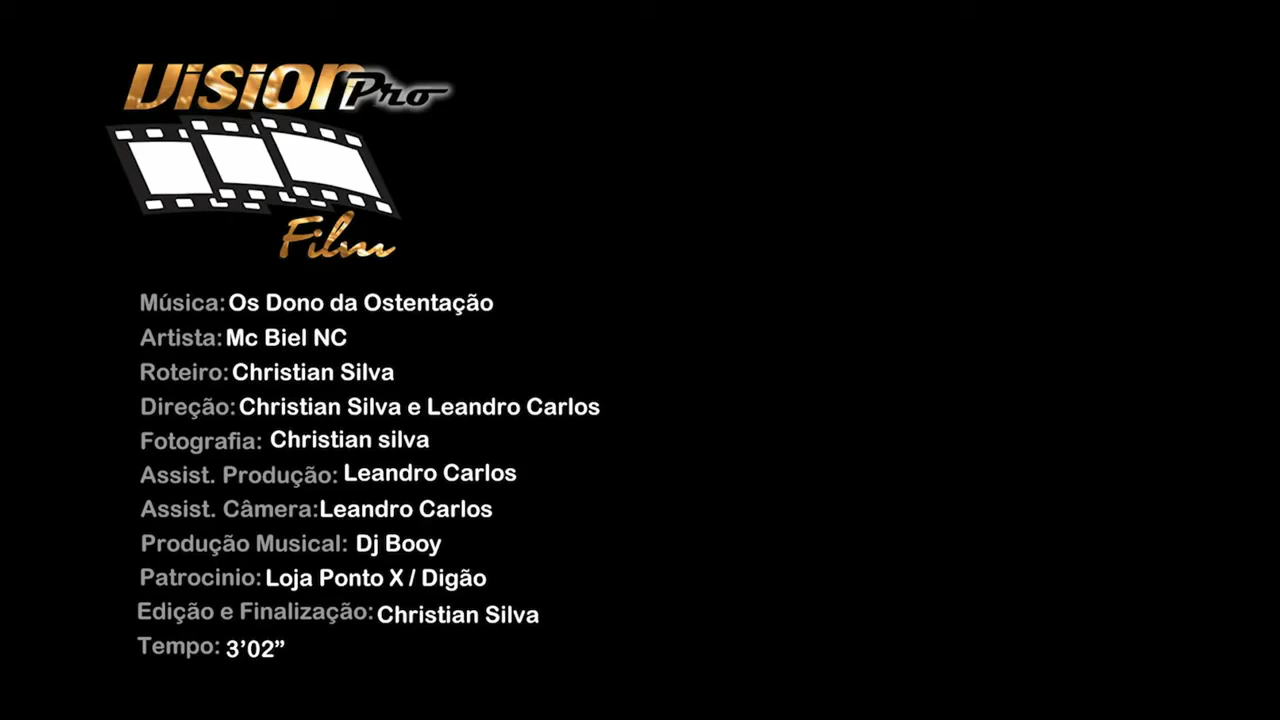 Vision Pro
Film
Música: Os Dono da Ostentação
Artista: Mc Biel NC
Roteiro: Christian Silva
Direção: Christian Silva e Leandro Carlos
Fotografia: Christian silva
Assist. Produção: Leandro Carlos
Assist. Câmera: Leandro Carlos
Produção Musical: Dj Booy
Patrocinio: Loja Ponto X / Digão
Edição e Finalização: Christian Silva
Tempo: 3’02”